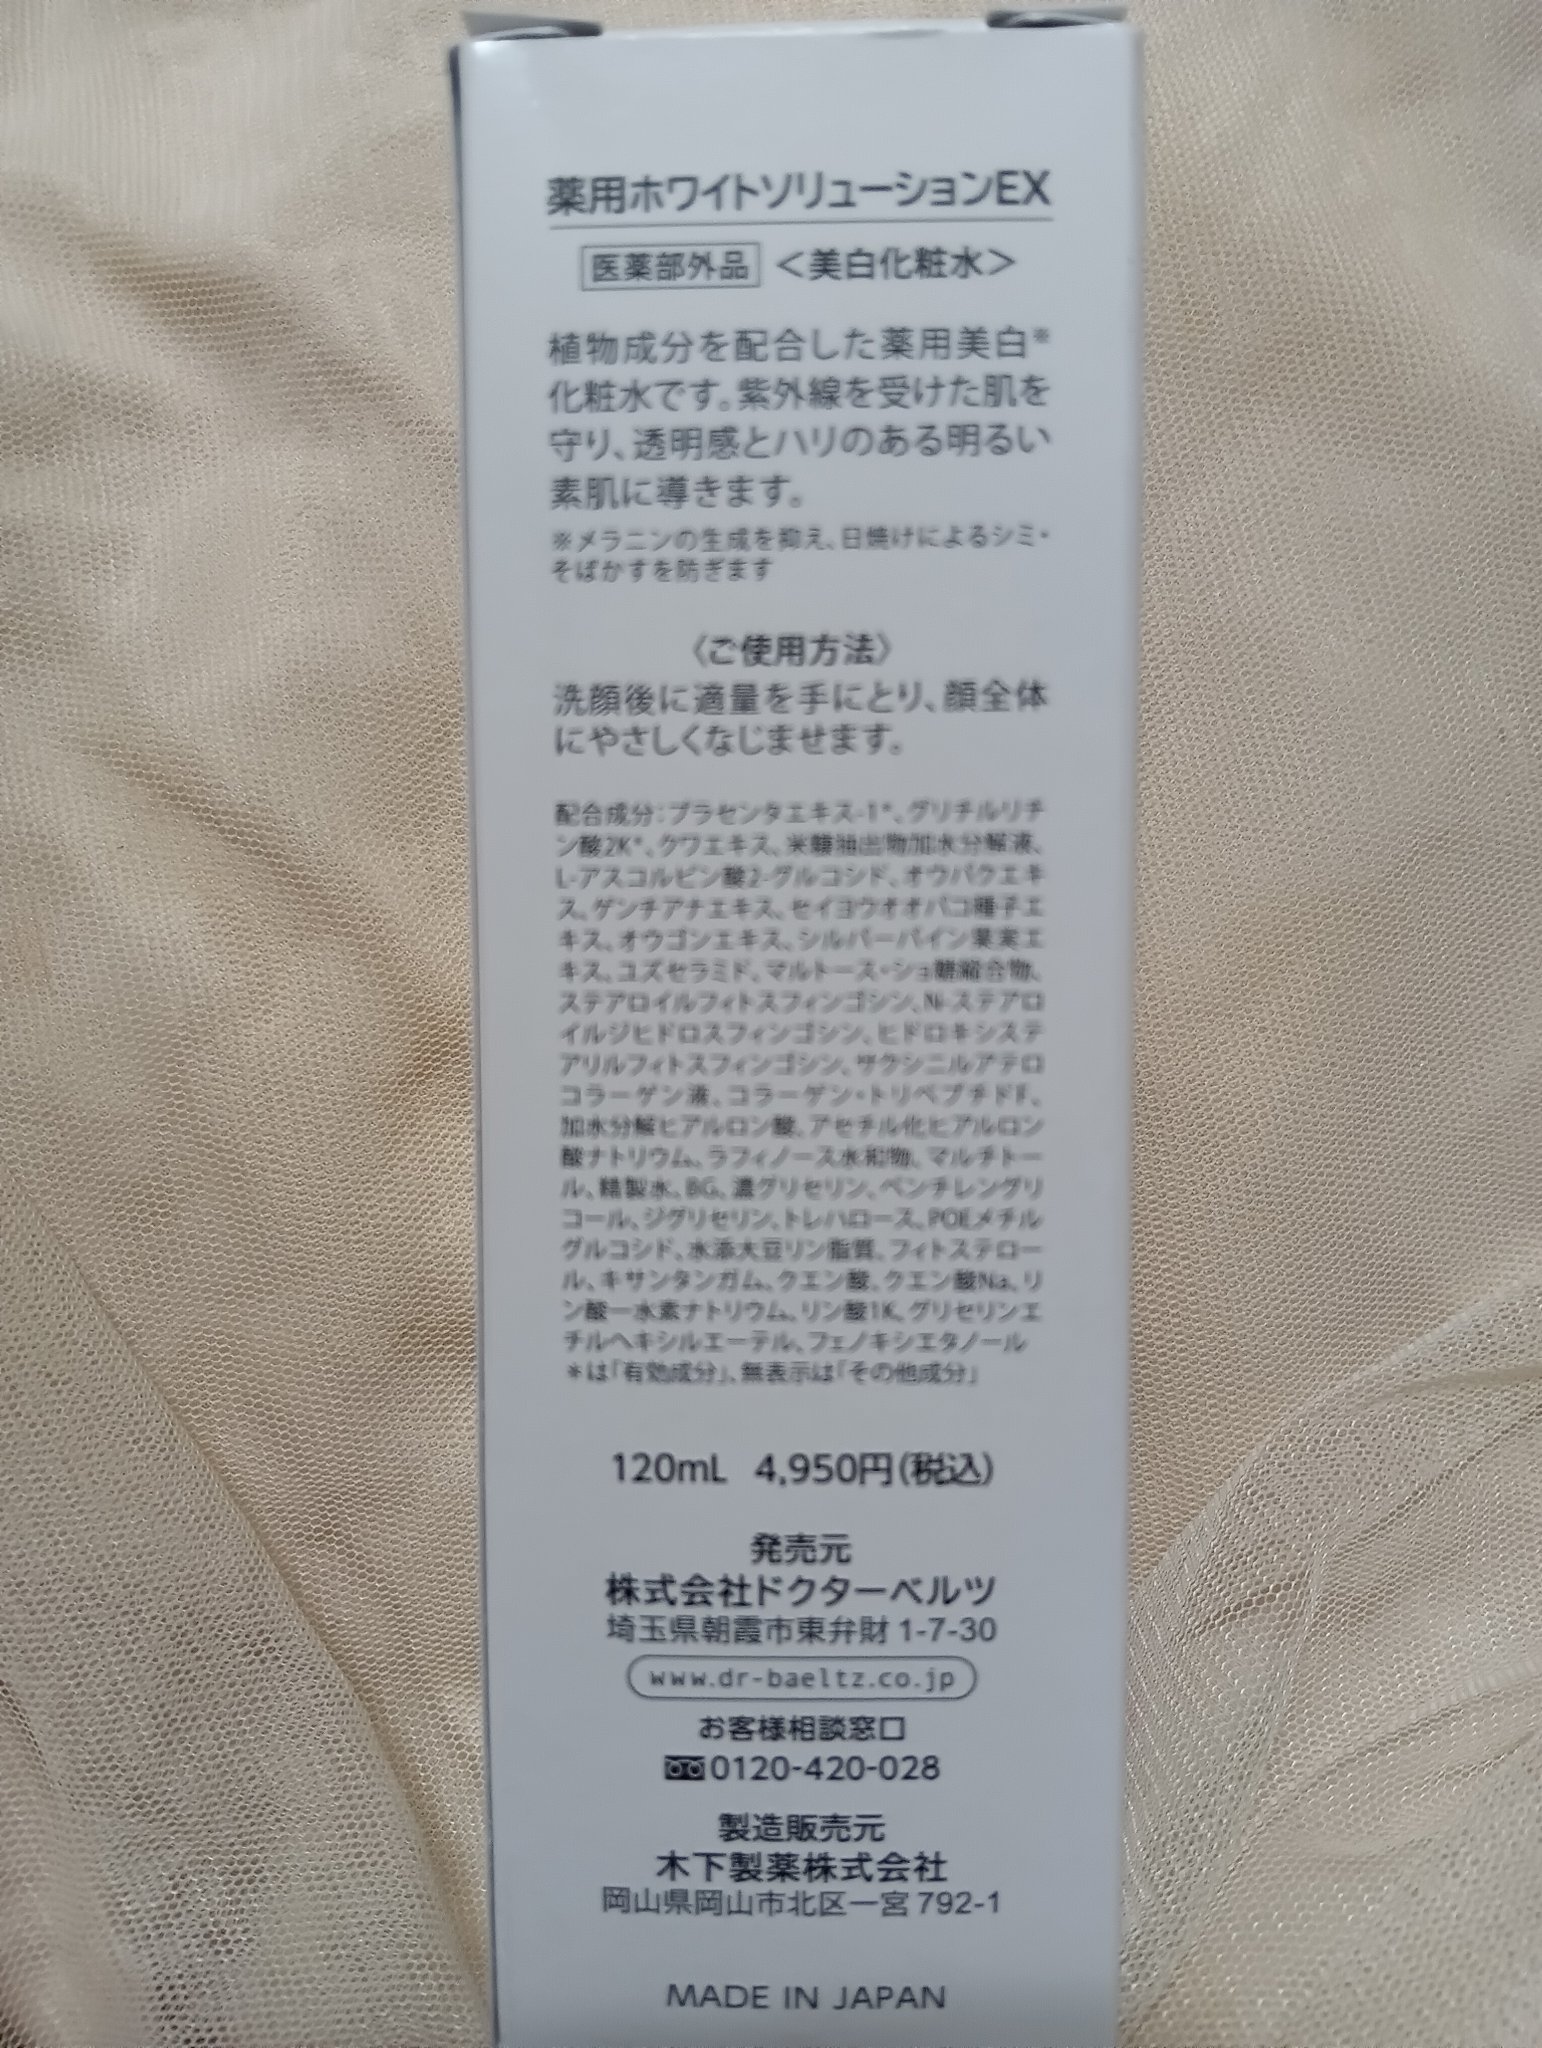 薬用ホワイトソリューションEX
医薬部外品 ＜美白化粧水＞
植物成分を配合した薬用美白※
化粧水です。紫外線を受けた肌を
守り、透明感とハリのある明るい
素肌に導きます。
※メラニンの生成を抑え、日焼けによるシミ・
そばかすを防ぎます
〈ご使用方法〉
洗顔後に適量を手にとり、顔全体
にやさしくなじませます。
配合成分：プラセンタエキス-1*、グリチルリチ
ン酸2K*、クワエキス、米糠抽出物加水分解液、
L-アスコルビン酸2-グルコシド、オウバクエキ
ス、ゲンチアナエキス、セイヨウオオバコ種子エ
キス、オウゴンエキス、シルバーバイン果実エ
キス、ユズセラミド、マルトース・ショ糖縮合物、
ステアロイルフィトスフィンゴシン、N-ステアロ
イルジヒドロスフィンゴシン、ヒドロキシステ
アリルフィトスフィンゴシン、サクシニルアテロ
コラーゲン液、コラーゲン・トリペプチドF、
加水分解ヒアルロン酸、アセチル化ヒアルロン
酸ナトリウム、ラフィノース水和物、マルチトー
ル、精製水、BG、濃グリセリン、ペンチレングリ
コール、ジグリセリン、トレハロース、POEメチル
グルコシド、水添大豆リン脂質、フィトステロー
ル、キサンタンガム、クエン酸、クエン酸Na、リ
ン酸一水素ナトリウム、リン酸1K、グリセリンエ
チルヘキシルエーテル、フェノキシエタノール
＊は「有効成分」、無表示は「その他成分」
120mL 4,950円（税込）
発売元
株式会社ドクターベルツ
埼玉県朝霞市東弁財 1-7-30
www.dr-baeltz.co.jp
お客様相談窓口
0120-420-028
製造販売元
木下製薬株式会社
岡山県岡山市北区一宮 792-1
MADE IN JAPAN